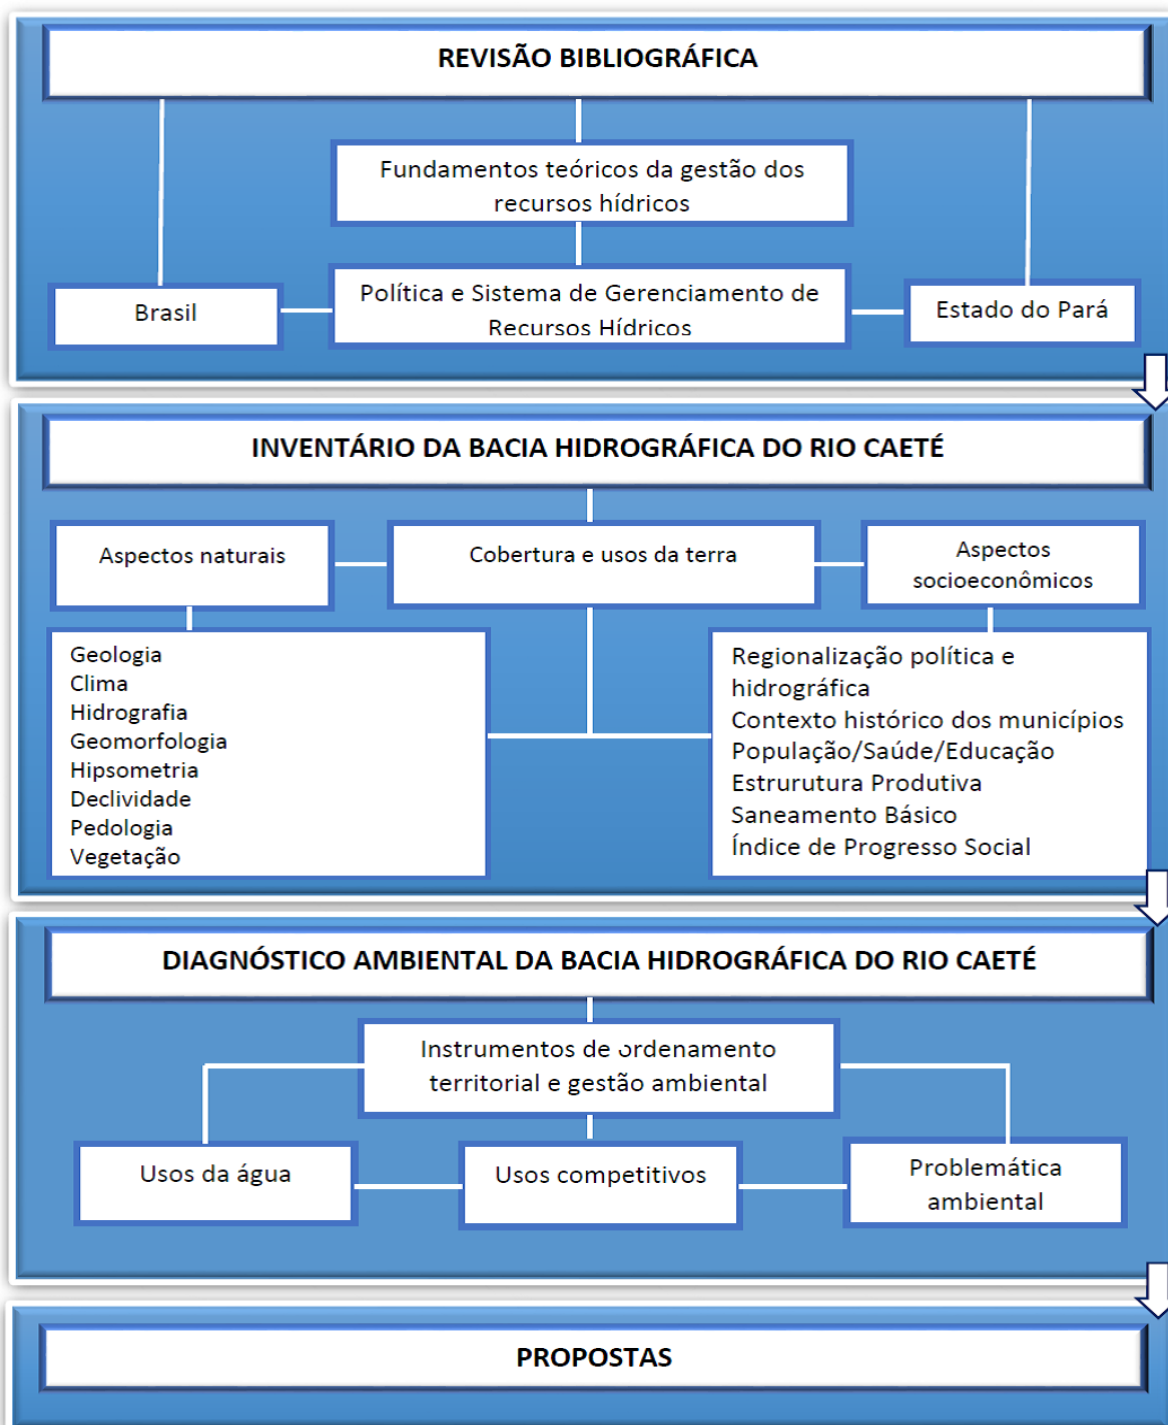 REVISÃO BIBLIOGRÁFICA
Fundamentos teóricos da gestão dos
recursos hídricos
Brasil
Política e Sistema de Gerenciamento de
Recursos Hídricos
Estado do Pará
INVENTÁRIO DA BACIA HIDROGRÁFICA DO RIO CAETÉ
Aspectos naturais
Cobertura e usos da terra
Aspectos
socioeconômicos
Geologia
Clima
Hidrografia
Geomorfologia
Hipsometria
Declividade
Pedologia
Vegetação
Regionalização política e
hidrográfica
Contexto histórico dos municípios
População/Saúde/Educação
Estrurutura Produtiva
Saneamento Básico
Índice de Progresso Social
DIAGNÓSTICO AMBIENTAL DA BACIA HIDROGRÁFICA DO RIO CAETÉ
Instrumentos de ordenamento
territorial e gestão ambiental
Usos da água
Usos competitivos
Problemática
ambiental
PROPOSTAS